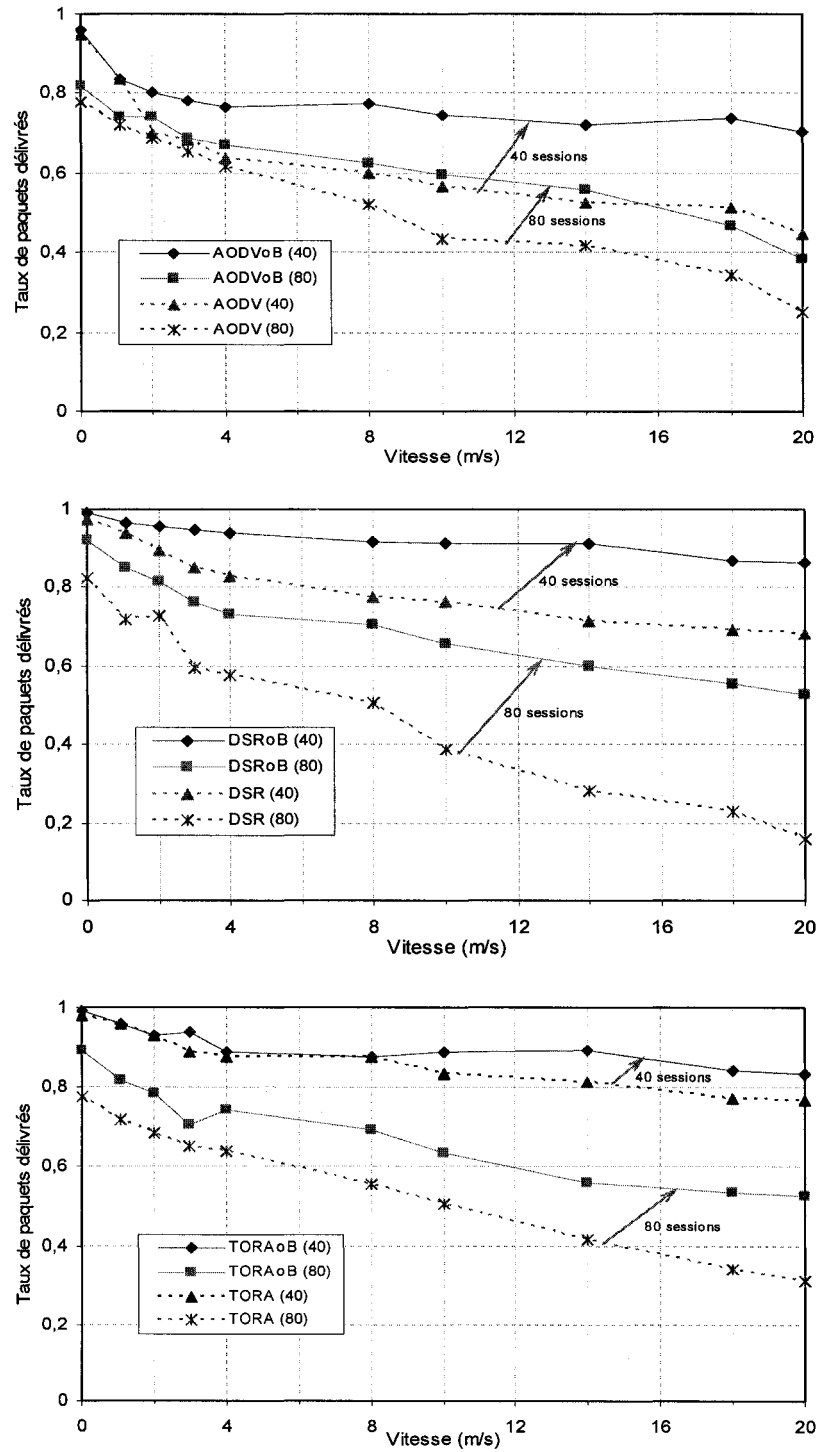 Taux de paquets délivrés
1
0,8
0,6
0,4
0,2
0
40 sessions
80 sessions
AODVoB (40)
AODVoB (80)
AODV (40)
AODV (80)
0 4 8 12 16 20
Vitesse (m/s)
Taux de paquets délivrés
1
0,8
0,6
0,4
0,2
0
40 sessions
80 sessions
DSRoB (40)
DSRoB (80)
DSR (40)
DSR (80)
0 4 8 12 16 20
Vitesse (m/s)
Taux de paquets délivrés
1
0,8
0,6
0,4
0,2
0
40 sessions
80 sessions
TORAoB (40)
TORAoB (80)
TORA (40)
TORA (80)
0 4 8 12 16 20
Vitesse (m/s)